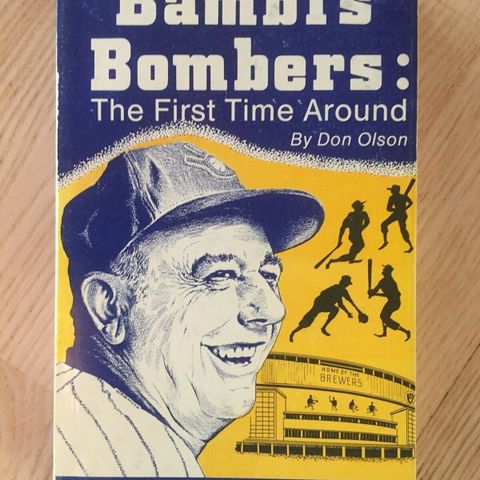 Bambi's
Bombers:
The First Time Around
By Don Olson
HOME OF THE
BREWERS